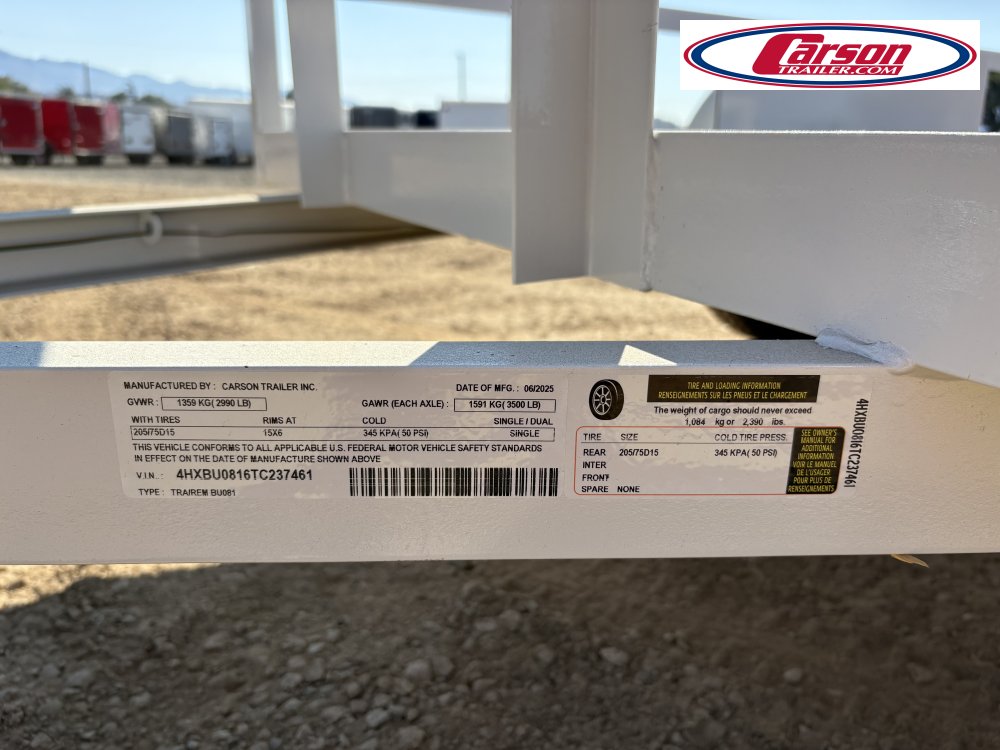 Carson
TRAILER.COM
MANUFACTURED BY : CARSON TRAILER INC.
DATE OF MFG. : 06/2025
GVWR : 1359 KG( 2990 LB)
GAWR (EACH AXLE) : 1591 KG( 3500 LB)
WITH TIRES RIMS AT COLD SINGLE / DUAL
205/75D15 15X6 345 KPA( 50 PSI) SINGLE
THIS VEHICLE CONFORMS TO ALL APPLICABLE U.S. FEDERAL MOTOR VEHICLE SAFETY STANDARDS
IN EFFECT ON THE DATE OF MANUFACTURE SHOWN ABOVE
V.I.N. : 4HXBU0816TC237461
TYPE : TRAIREM BU081
TIRE AND LOADING INFORMATION
RENSEIGNEMENTS SUR LES PNEUS ET LE CHARGEMENT
The weight of cargo should never exceed
1,084 kg or 2,390 lbs.
TIRE SIZE COLD TIRE PRESS.
REAR 205/75D15 345 KPA( 50 PSI)
INTER
FRONT
SPARE NONE
SEE OWNER'S
MANUAL FOR
ADDITIONAL
INFORMATION
VOIR LE MANUEL
DE L'USAGER
POUR PLUS DE
RENSEIGNEMENTS
4HXBU0816TC237461